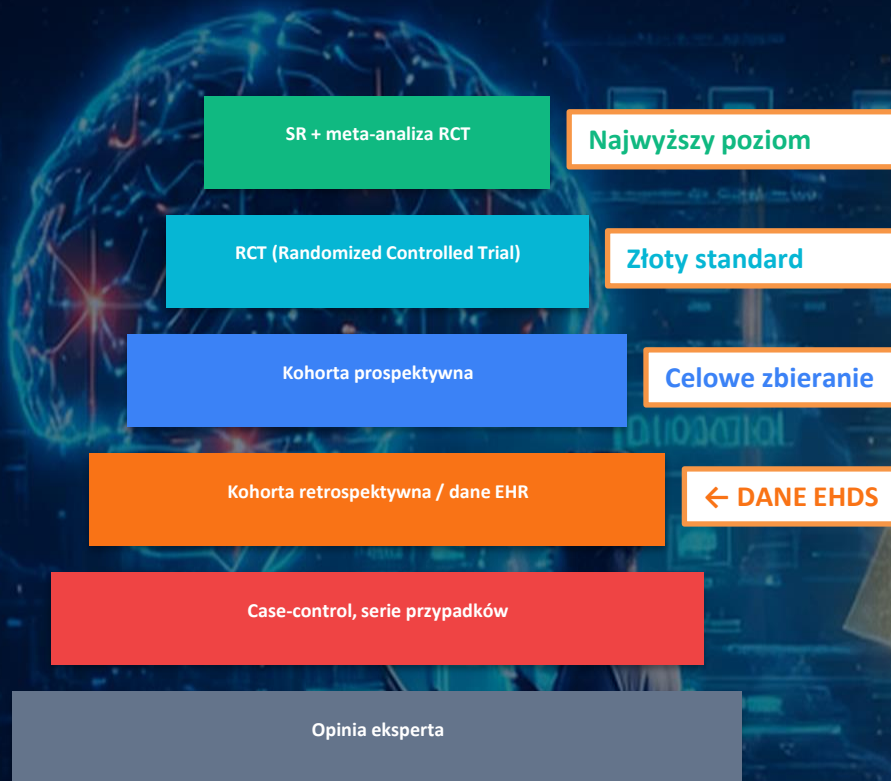 SR + meta-analiza RCT
Najwyższy poziom
RCT (Randomized Controlled Trial)
Złoty standard
Kohorta prospektywna
Celowe zbieranie
Kohorta retrospektywna / dane EHR
← DANE EHDS
Case-control, serie przypadków
Opinia eksperta